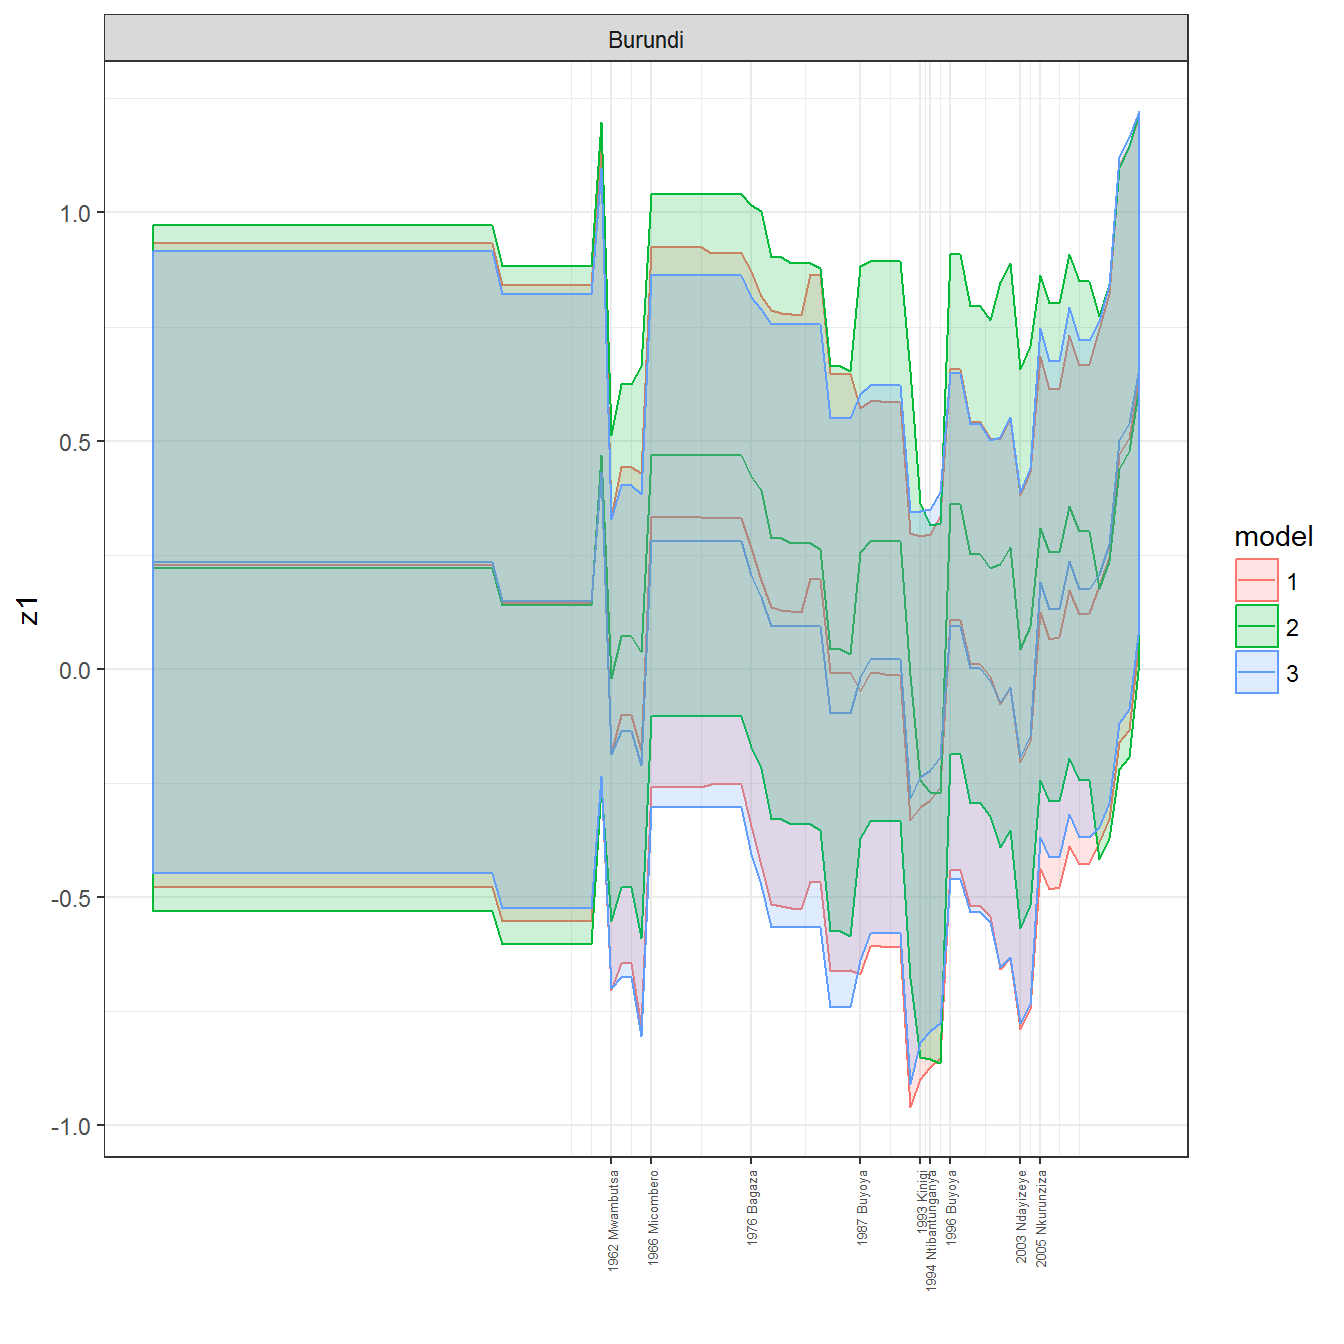 Burundi
1.0
0.5
0.0
-0.5
-1.0
z1
1962 Mwambutsa
1966 Micombero
1976 Bagaza
1987 Buyoya
1993 Kinigi
1994 Ntibantunganya
1996 Buyoya
2003 Ndayizeye
2005 Nkurunziza
model
1
2
3